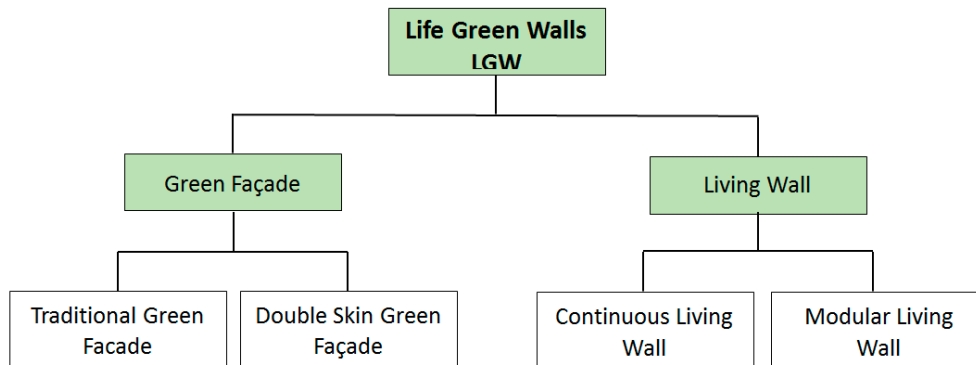 Life Green Walls
LGW
Green Façade
Living Wall
Traditional Green
Facade
Double Skin Green
Façade
Continuous Living
Wall
Modular Living
Wall